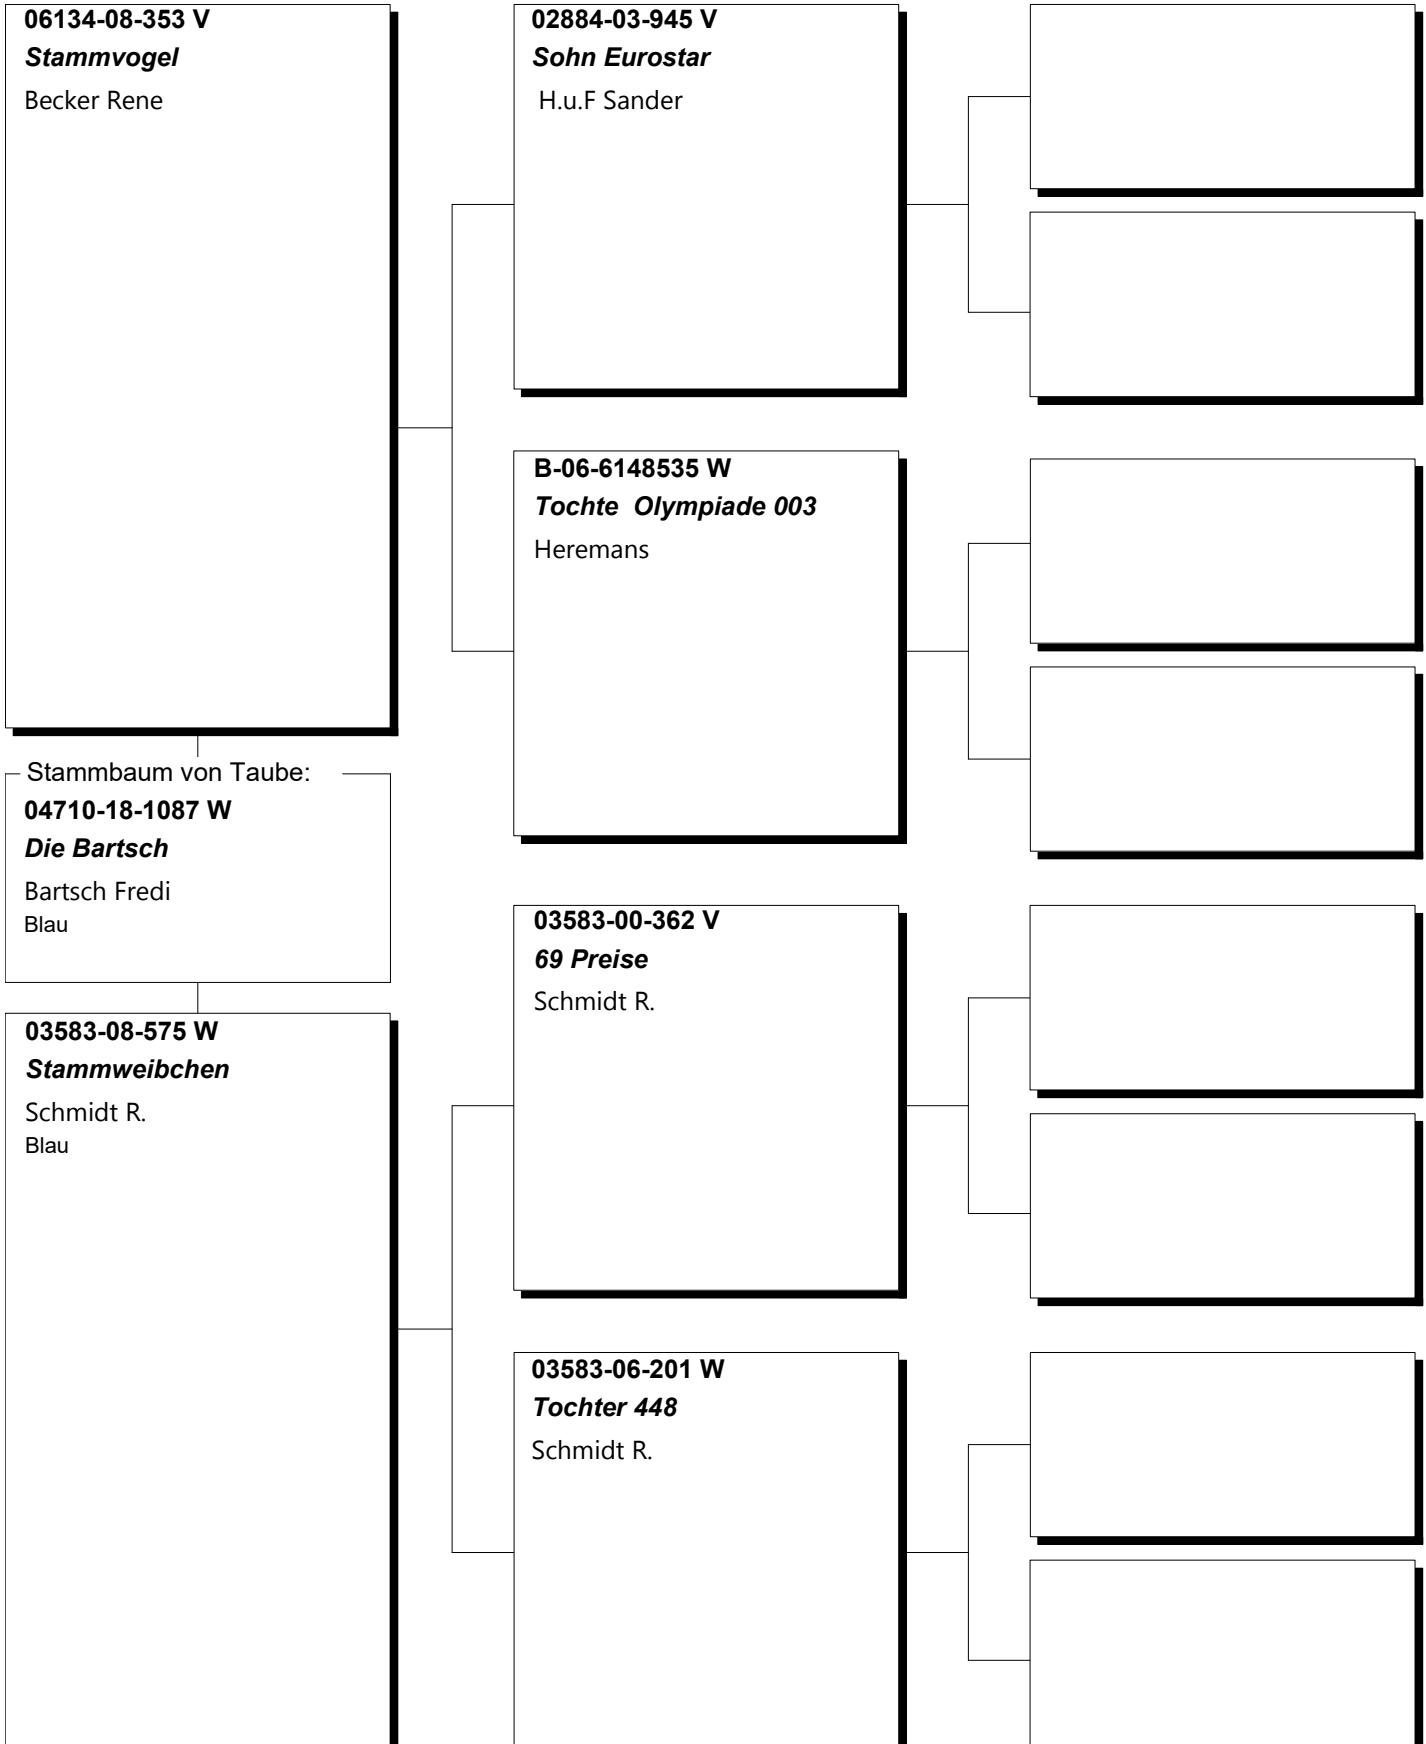 06134-08-353 V
Stammvogel
Becker Rene
02884-03-945 V
Sohn Eurostar
H.u.F Sander
B-06-6148535 W
Tochte  Olympiade 003
Heremans
Stammbaum von Taube:
04710-18-1087 W
Die Bartsch
Bartsch Fredi
Blau
03583-00-362 V
69 Preise
Schmidt R.
03583-08-575 W
Stammweibchen
Schmidt R.
Blau
03583-06-201 W
Tochter 448
Schmidt R.